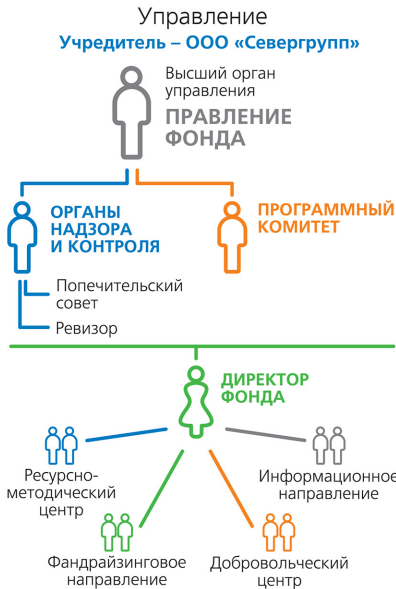 Управление
Учредитель – ООО «Севергрупп»
Высший орган
управления
ПРАВЛЕНИЕ
ФОНДА
ОРГАНЫ
НАДЗОРА
И КОНТРОЛЯ
ПРОГРАММНЫЙ
КОМИТЕТ
Попечительский
совет
Ревизор
ДИРЕКТОР
ФОНДА
Ресурсно-
методический
центр
Информационное
направление
Фандрайзинговое
направление
Добровольческий
центр